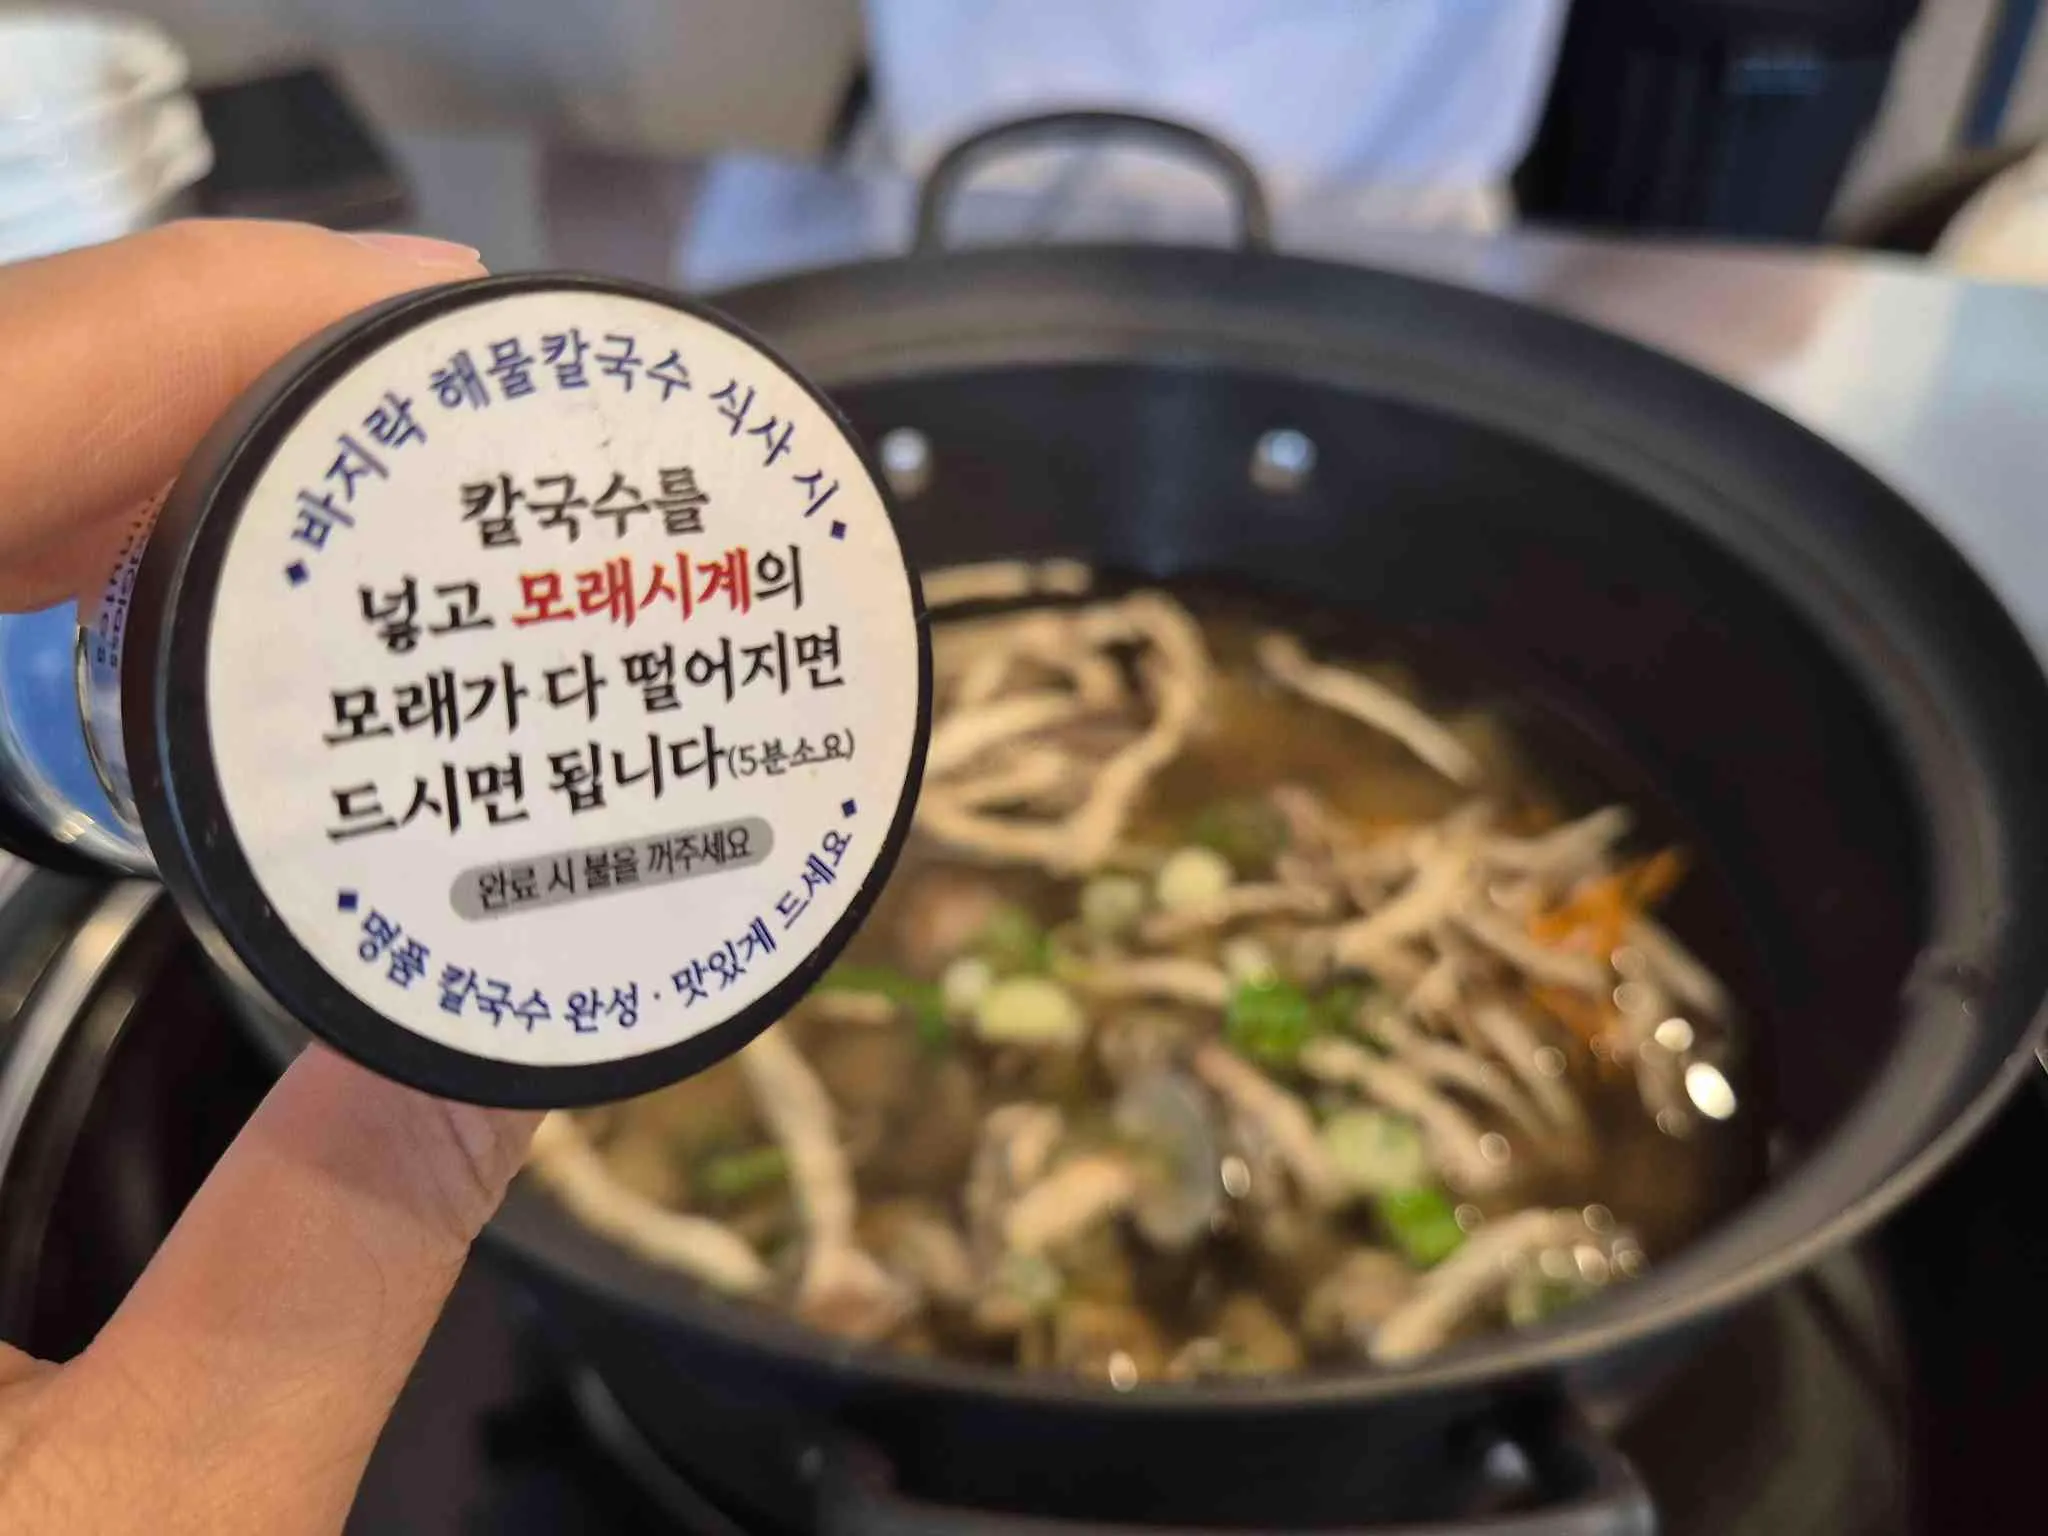 바지락 해물칼국수 식사 시
칼국수를
넣고 모래시계의
모래가 다 떨어지면
드시면 됩니다(5분소요)
완료 시 불을 꺼주세요
명품 칼국수 완성 · 맛있게 드세요